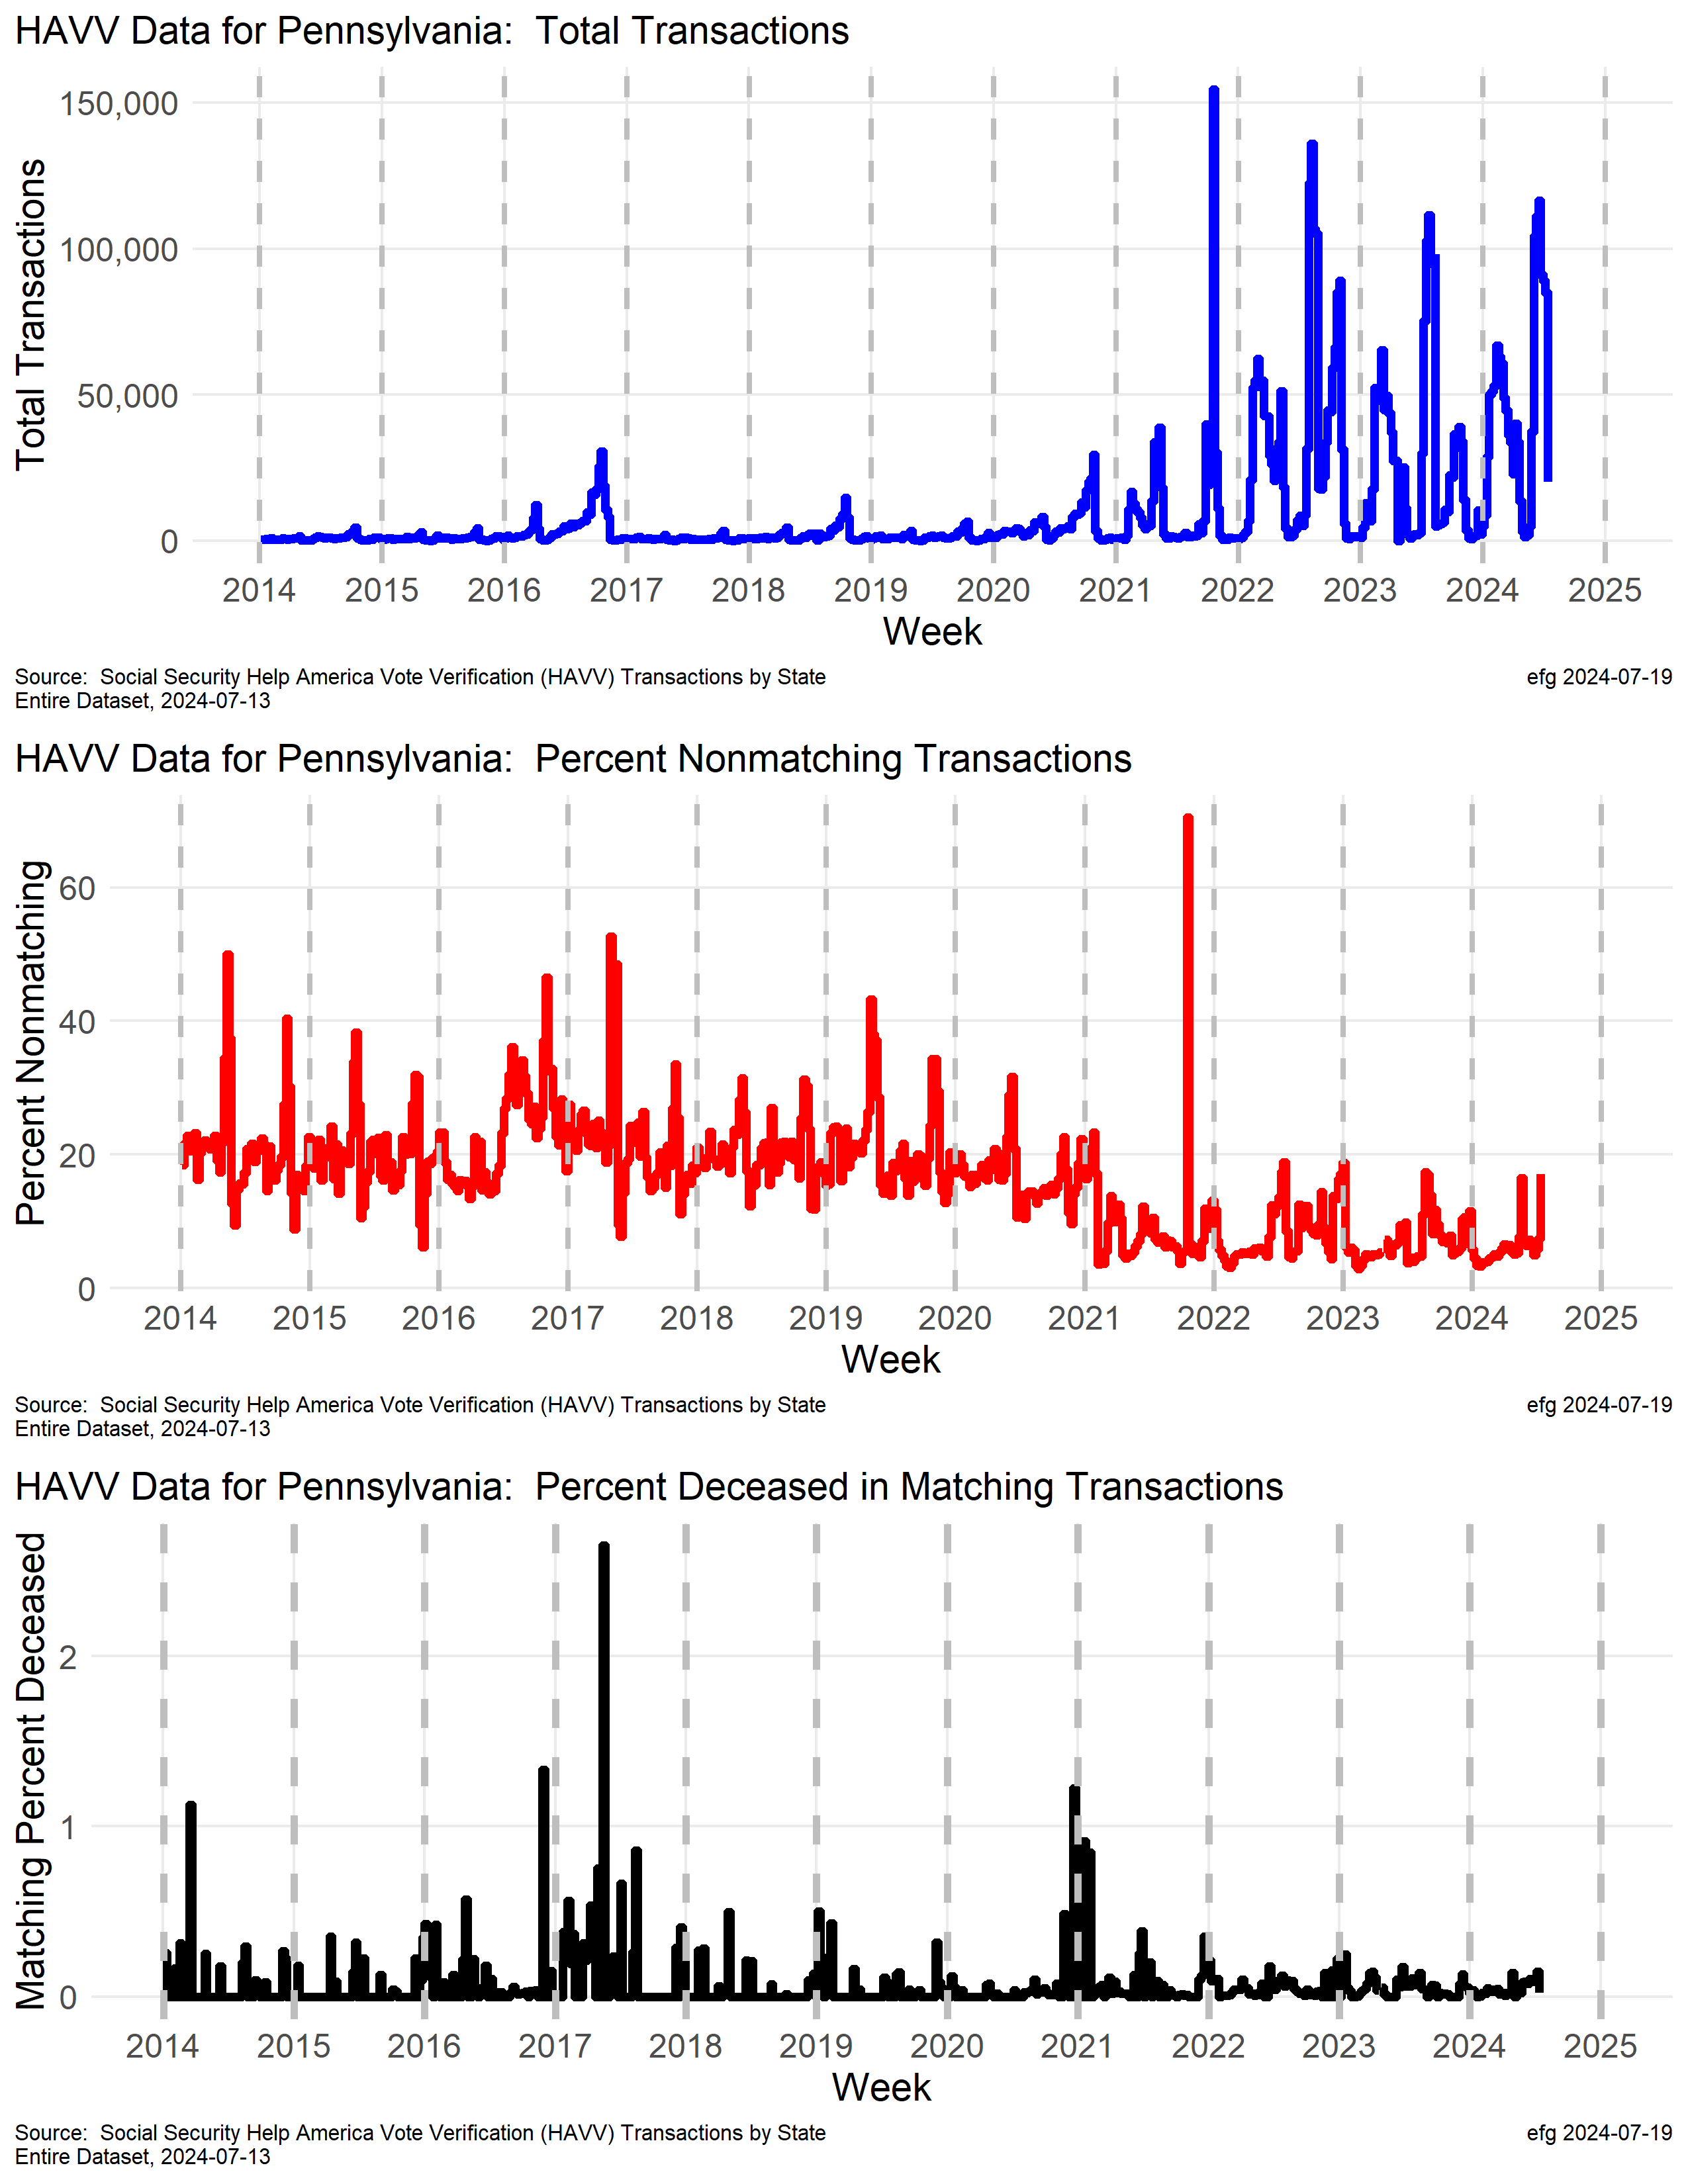 HAVV Data for Pennsylvania:  Total Transactions
Total Transactions
150,000
100,000
50,000
0
2014 2015 2016 2017 2018 2019 2020 2021 2022 2023 2024 2025
Week
Source:  Social Security Help America Vote Verification (HAVV) Transactions by State
Entire Dataset, 2024-07-13
efg 2024-07-19
HAVV Data for Pennsylvania:  Percent Nonmatching Transactions
Percent Nonmatching
60
40
20
0
2014 2015 2016 2017 2018 2019 2020 2021 2022 2023 2024 2025
Week
Source:  Social Security Help America Vote Verification (HAVV) Transactions by State
Entire Dataset, 2024-07-13
efg 2024-07-19
HAVV Data for Pennsylvania:  Percent Deceased in Matching Transactions
Matching Percent Deceased
2
1
0
2014 2015 2016 2017 2018 2019 2020 2021 2022 2023 2024 2025
Week
Source:  Social Security Help America Vote Verification (HAVV) Transactions by State
Entire Dataset, 2024-07-13
efg 2024-07-19